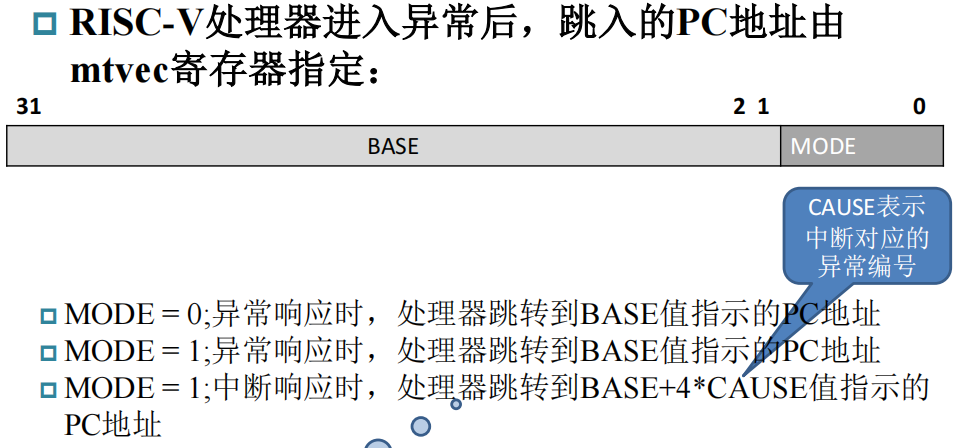 RISC-V处理器进入异常后，跳入的PC地址由
mtvec寄存器指定：
31 2 1 0
BASE MODE
CAUSE表示
中断对应的
异常编号
MODE = 0;异常响应时，处理器跳转到BASE值指示的PC地址
MODE = 1;异常响应时，处理器跳转到BASE值指示的PC地址
MODE = 1;中断响应时，处理器跳转到BASE+4*CAUSE值指示的
PC地址